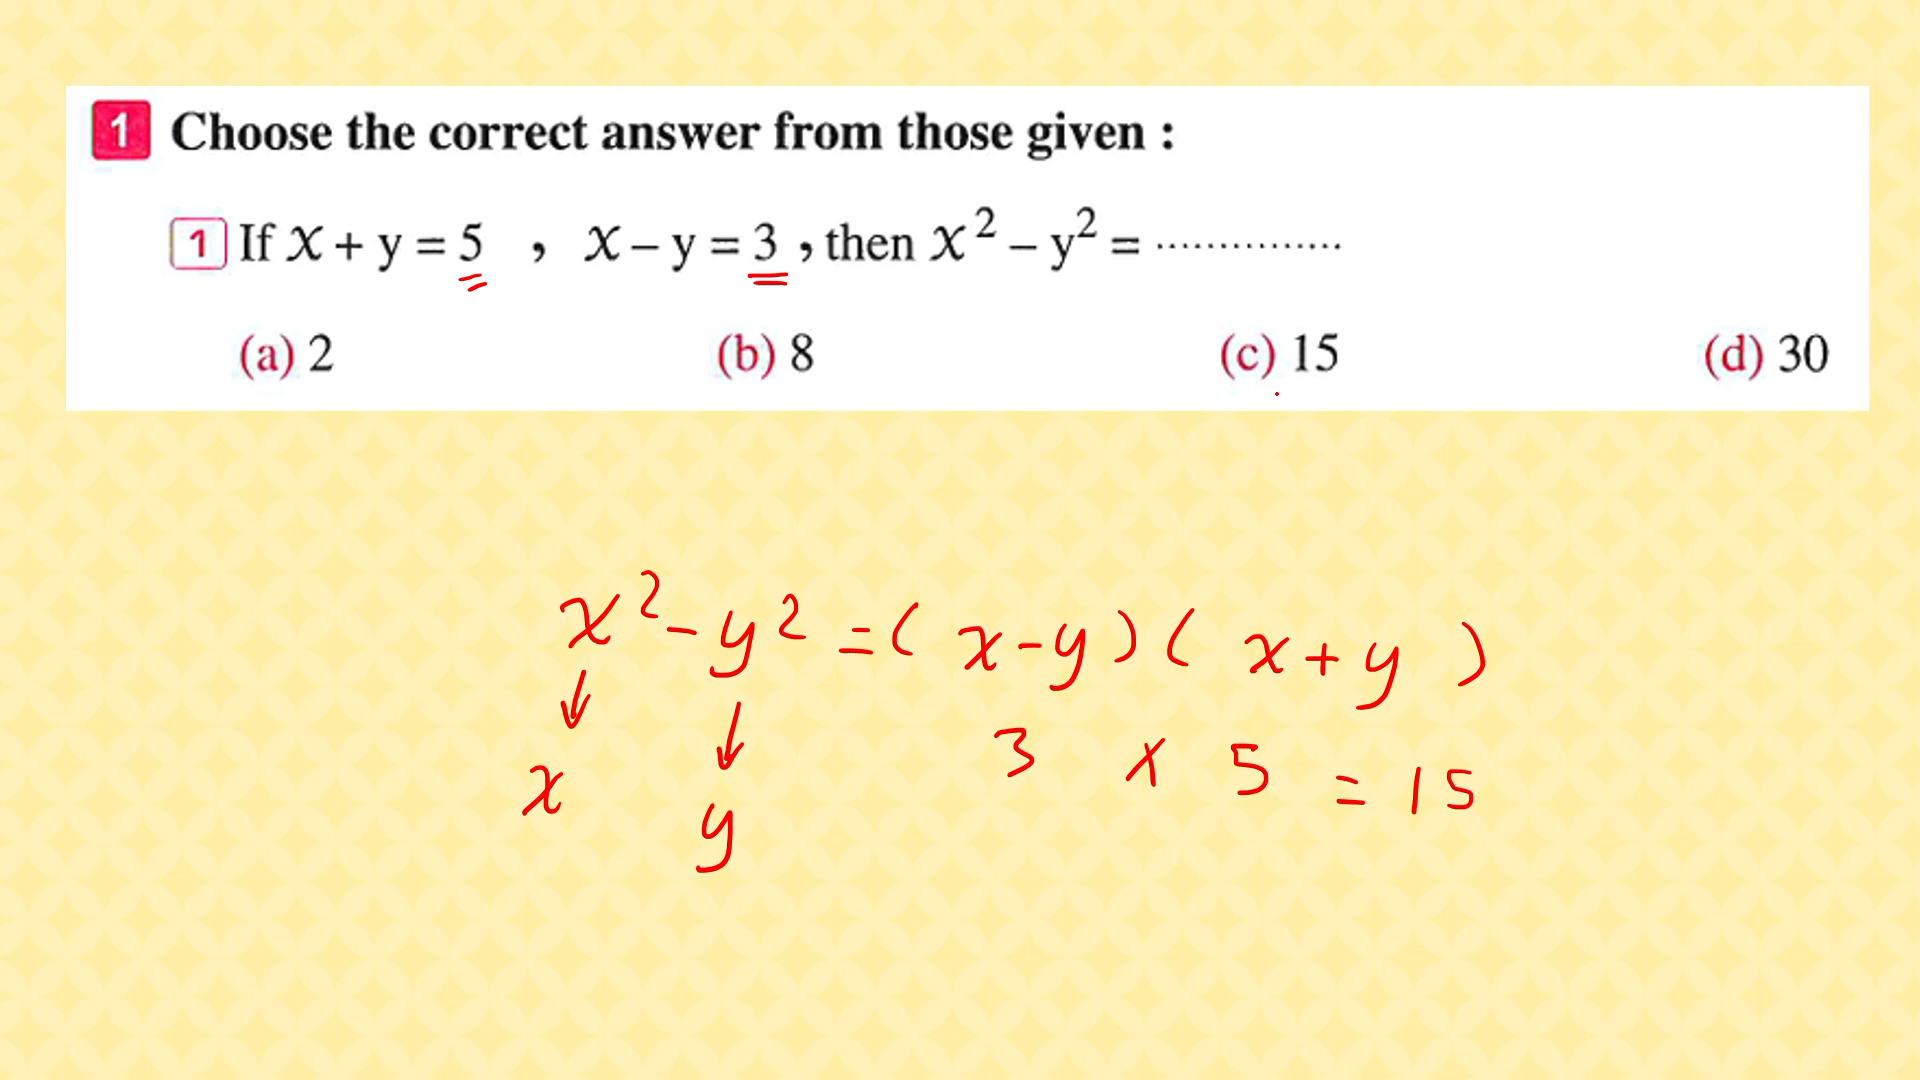 1 Choose the correct answer from those given :
1 If x + y = 5 , x – y = 3 , then x² – y² = ...............
(a) 2 (b) 8 (c) 15 (d) 30
x² - y² = ( x - y ) ( x + y )
↓ ↓
3 × 5 = 15
x y